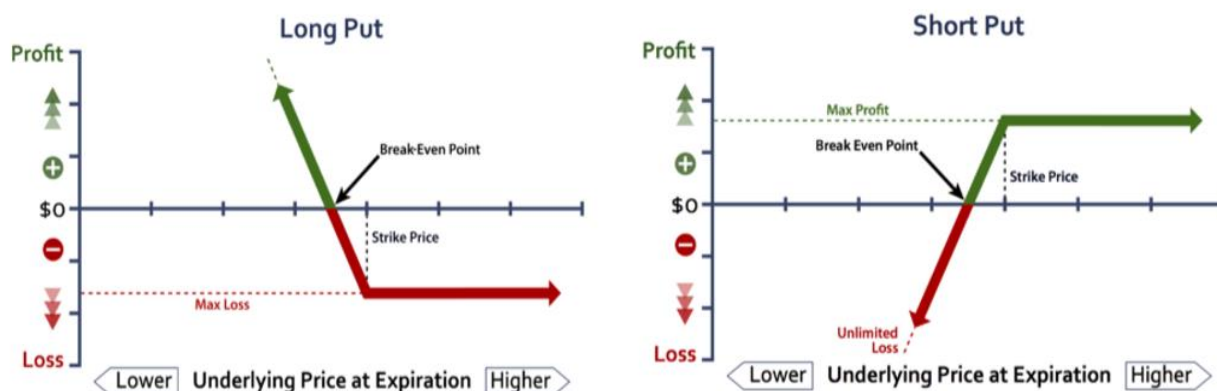 Long Put
Profit
Break-Even Point
$0
Strike Price
Max Loss
Loss
Lower Underlying Price at Expiration Higher
Short Put
Profit
Max Profit
Break Even Point
Strike Price
$0
Unlimited
Loss
Loss
Lower Underlying Price at Expiration Higher